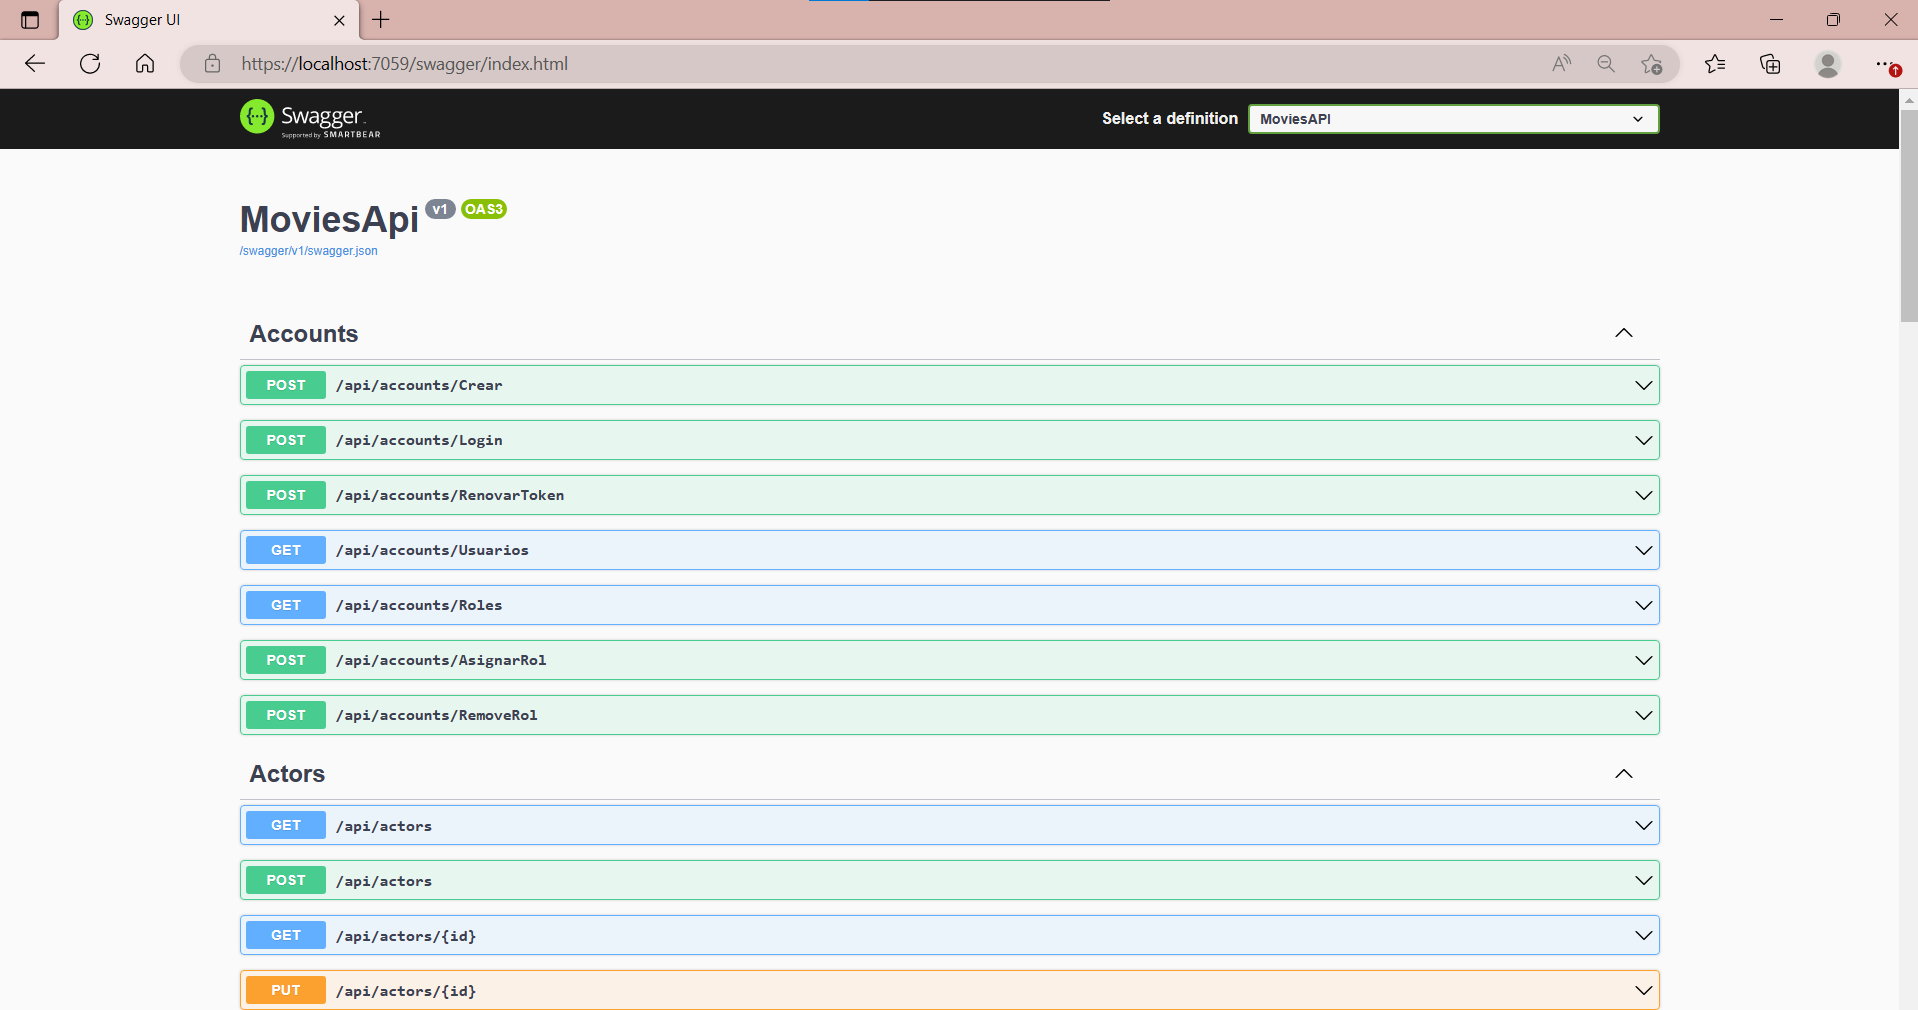 Swagger UI
https://localhost:7059/swagger/index.html
Swagger
Supported by SMARTBEAR
Select a definition
MoviesAPI
MoviesApi v1 OAS3
/swagger/v1/swagger.json
Accounts
POST /api/accounts/Crear
POST /api/accounts/Login
POST /api/accounts/RenovarToken
GET /api/accounts/Usuarios
GET /api/accounts/Roles
POST /api/accounts/AsignarRol
POST /api/accounts/RemoveRol
Actors
GET /api/actors
POST /api/actors
GET /api/actors/{id}
PUT /api/actors/{id}